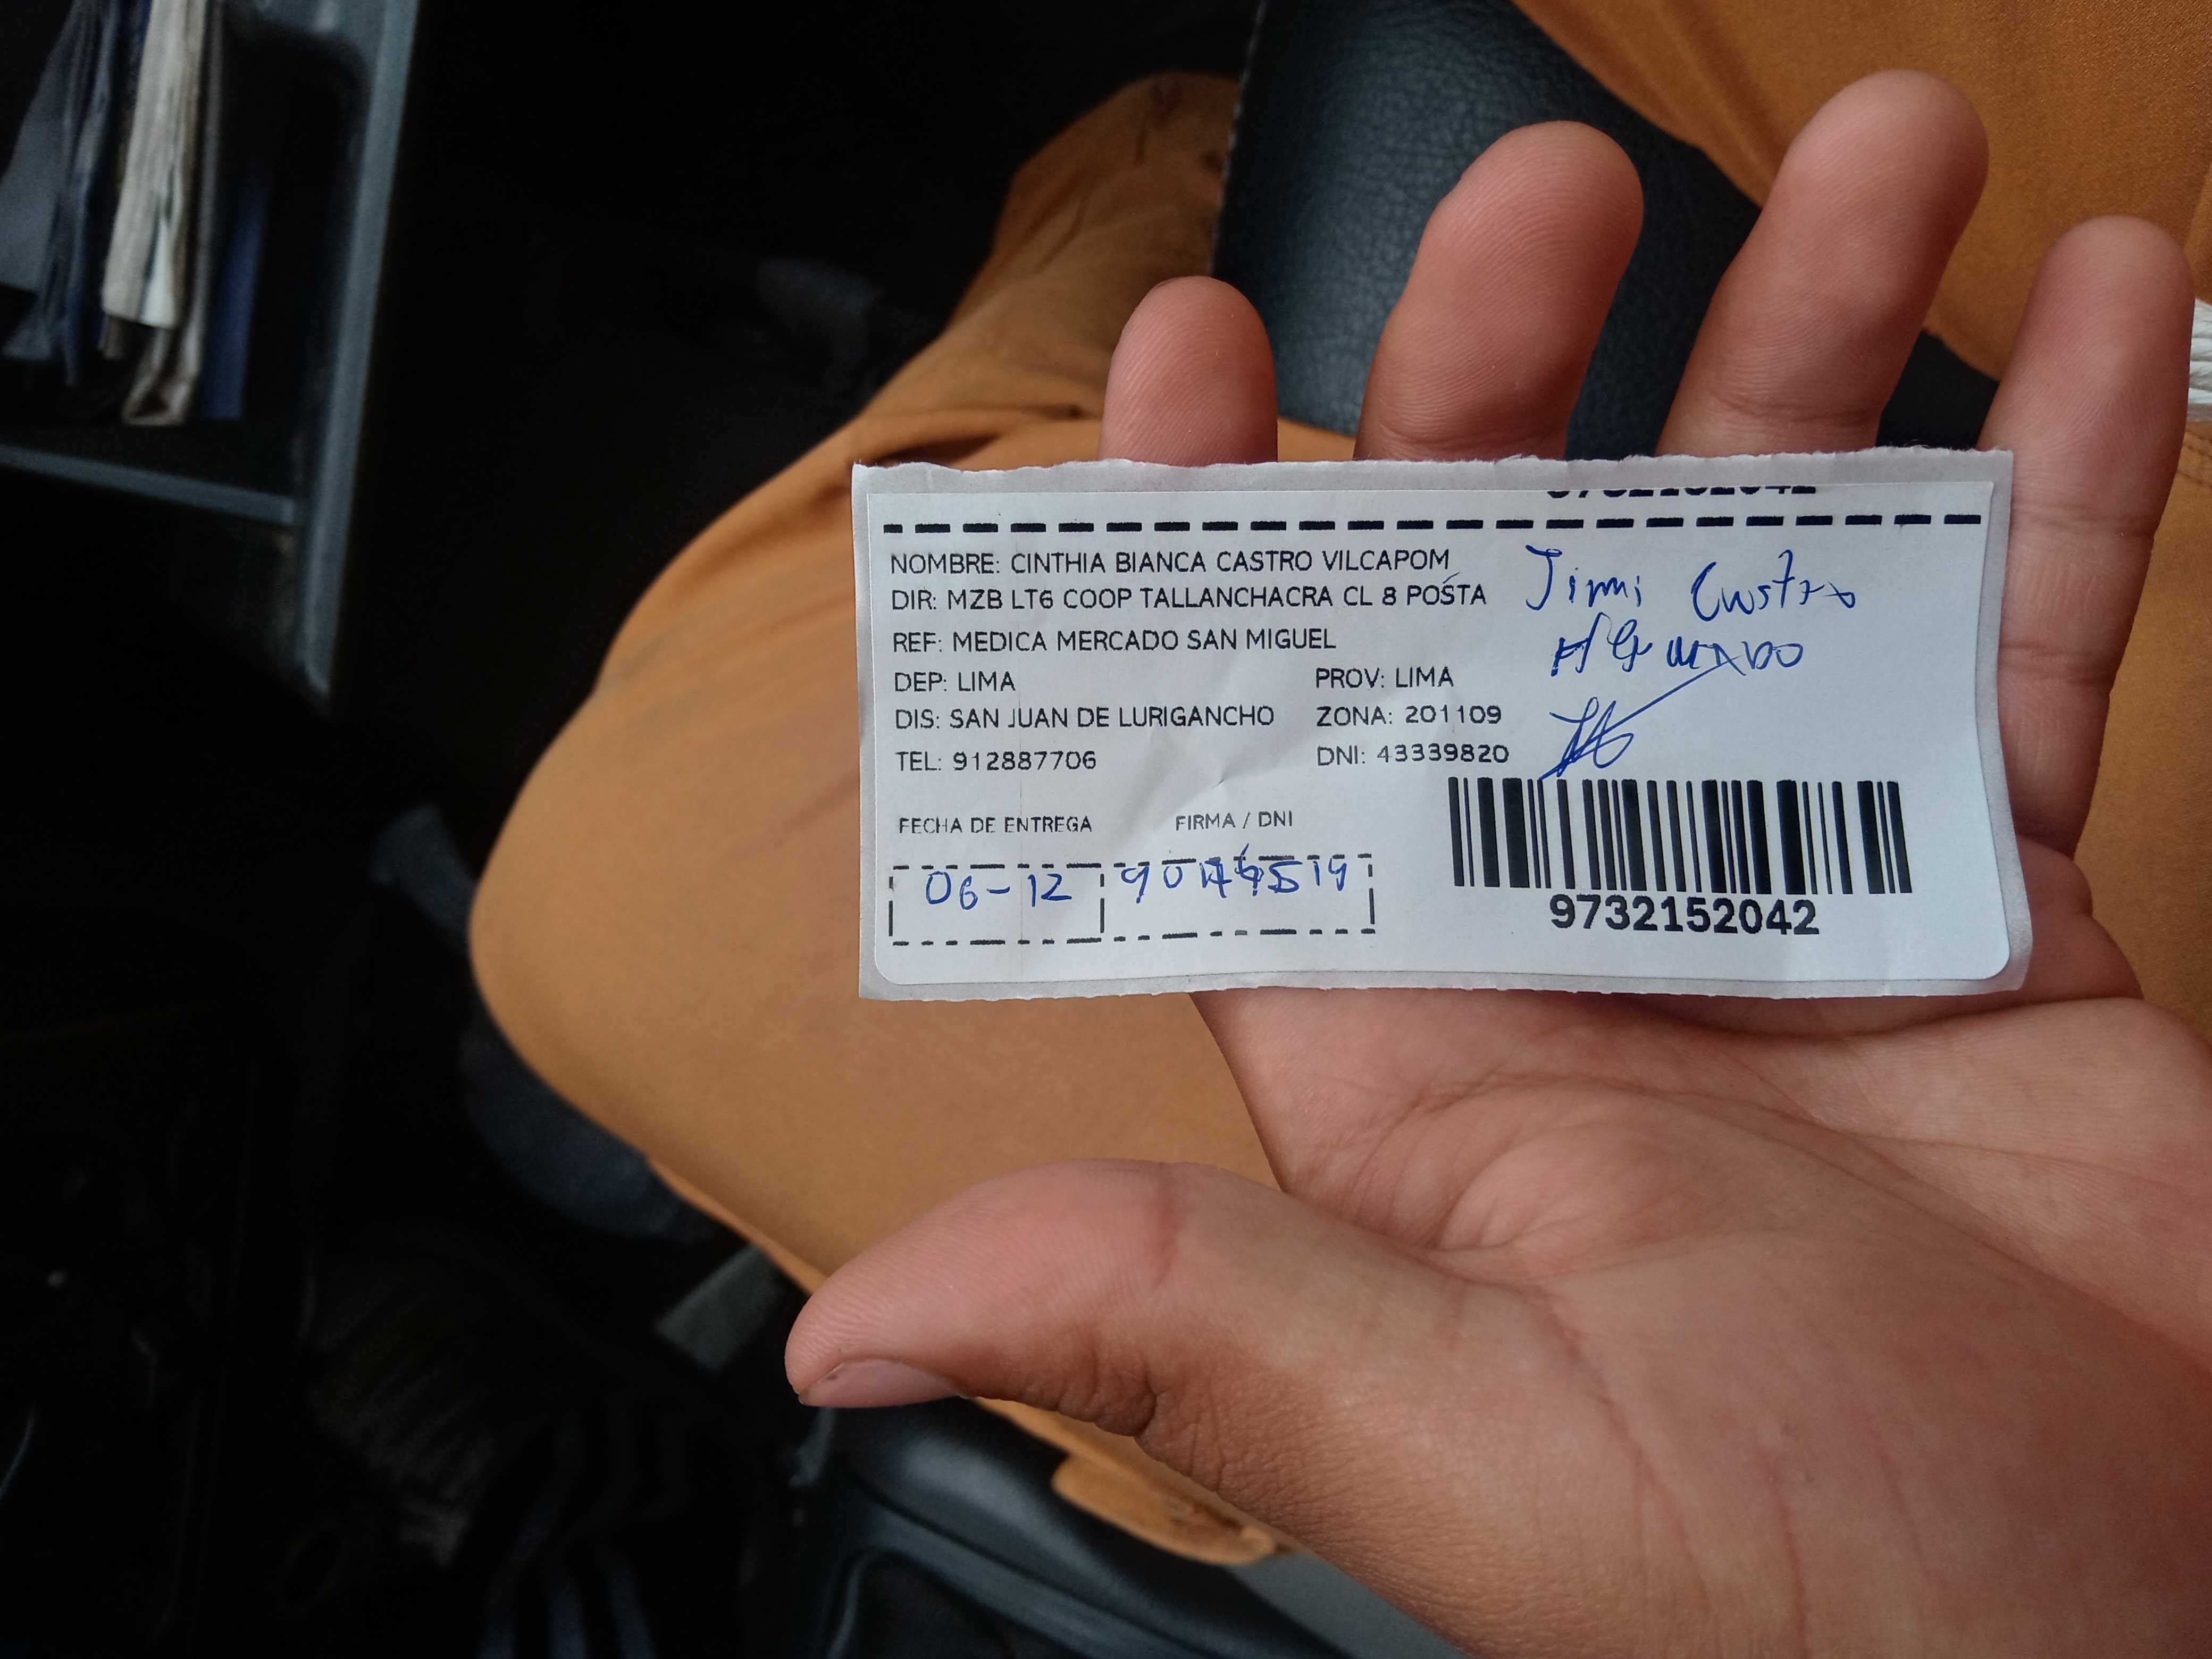 NOMBRE: CINTHIA BIANCA CASTRO VILCAPOM
DIR: MZB LT6 COOP TALLANCHACRA CL 8 POSTA
REF: MEDICA MERCADO SAN MIGUEL
DEP: LIMA PROV: LIMA
DIS: SAN JUAN DE LURIGANCHO ZONA: 201109
TEL: 912887706 DNI: 43339820
Jimi Castro
FECHA DE ENTREGA FIRMA / DNI
06-12
9732152042